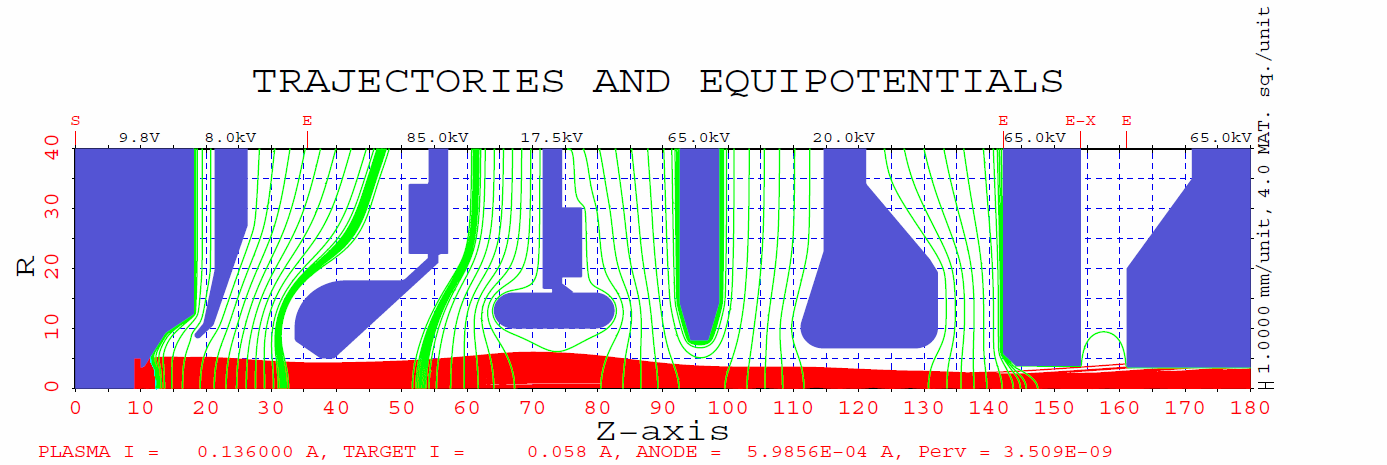 TRAJECTORIES AND EQUIPOTENTIALS
S E E E-X E
9.8V 8.0kV 85.0kV 17.5kV 65.0kV 20.0kV 65.0kV 65.0kV
40
30
20
10
0
R
0 10 20 30 40 50 60 70 80 90 100 110 120 130 140 150 160 170 180
Z-axis
PLASMA I = 0.136000 A, TARGET I = 0.058 A, ANODE = 5.9856E-04 A, Perv = 3.509E-09
H 1.0000 mm/unit, 4.0 MAT. sq./unit